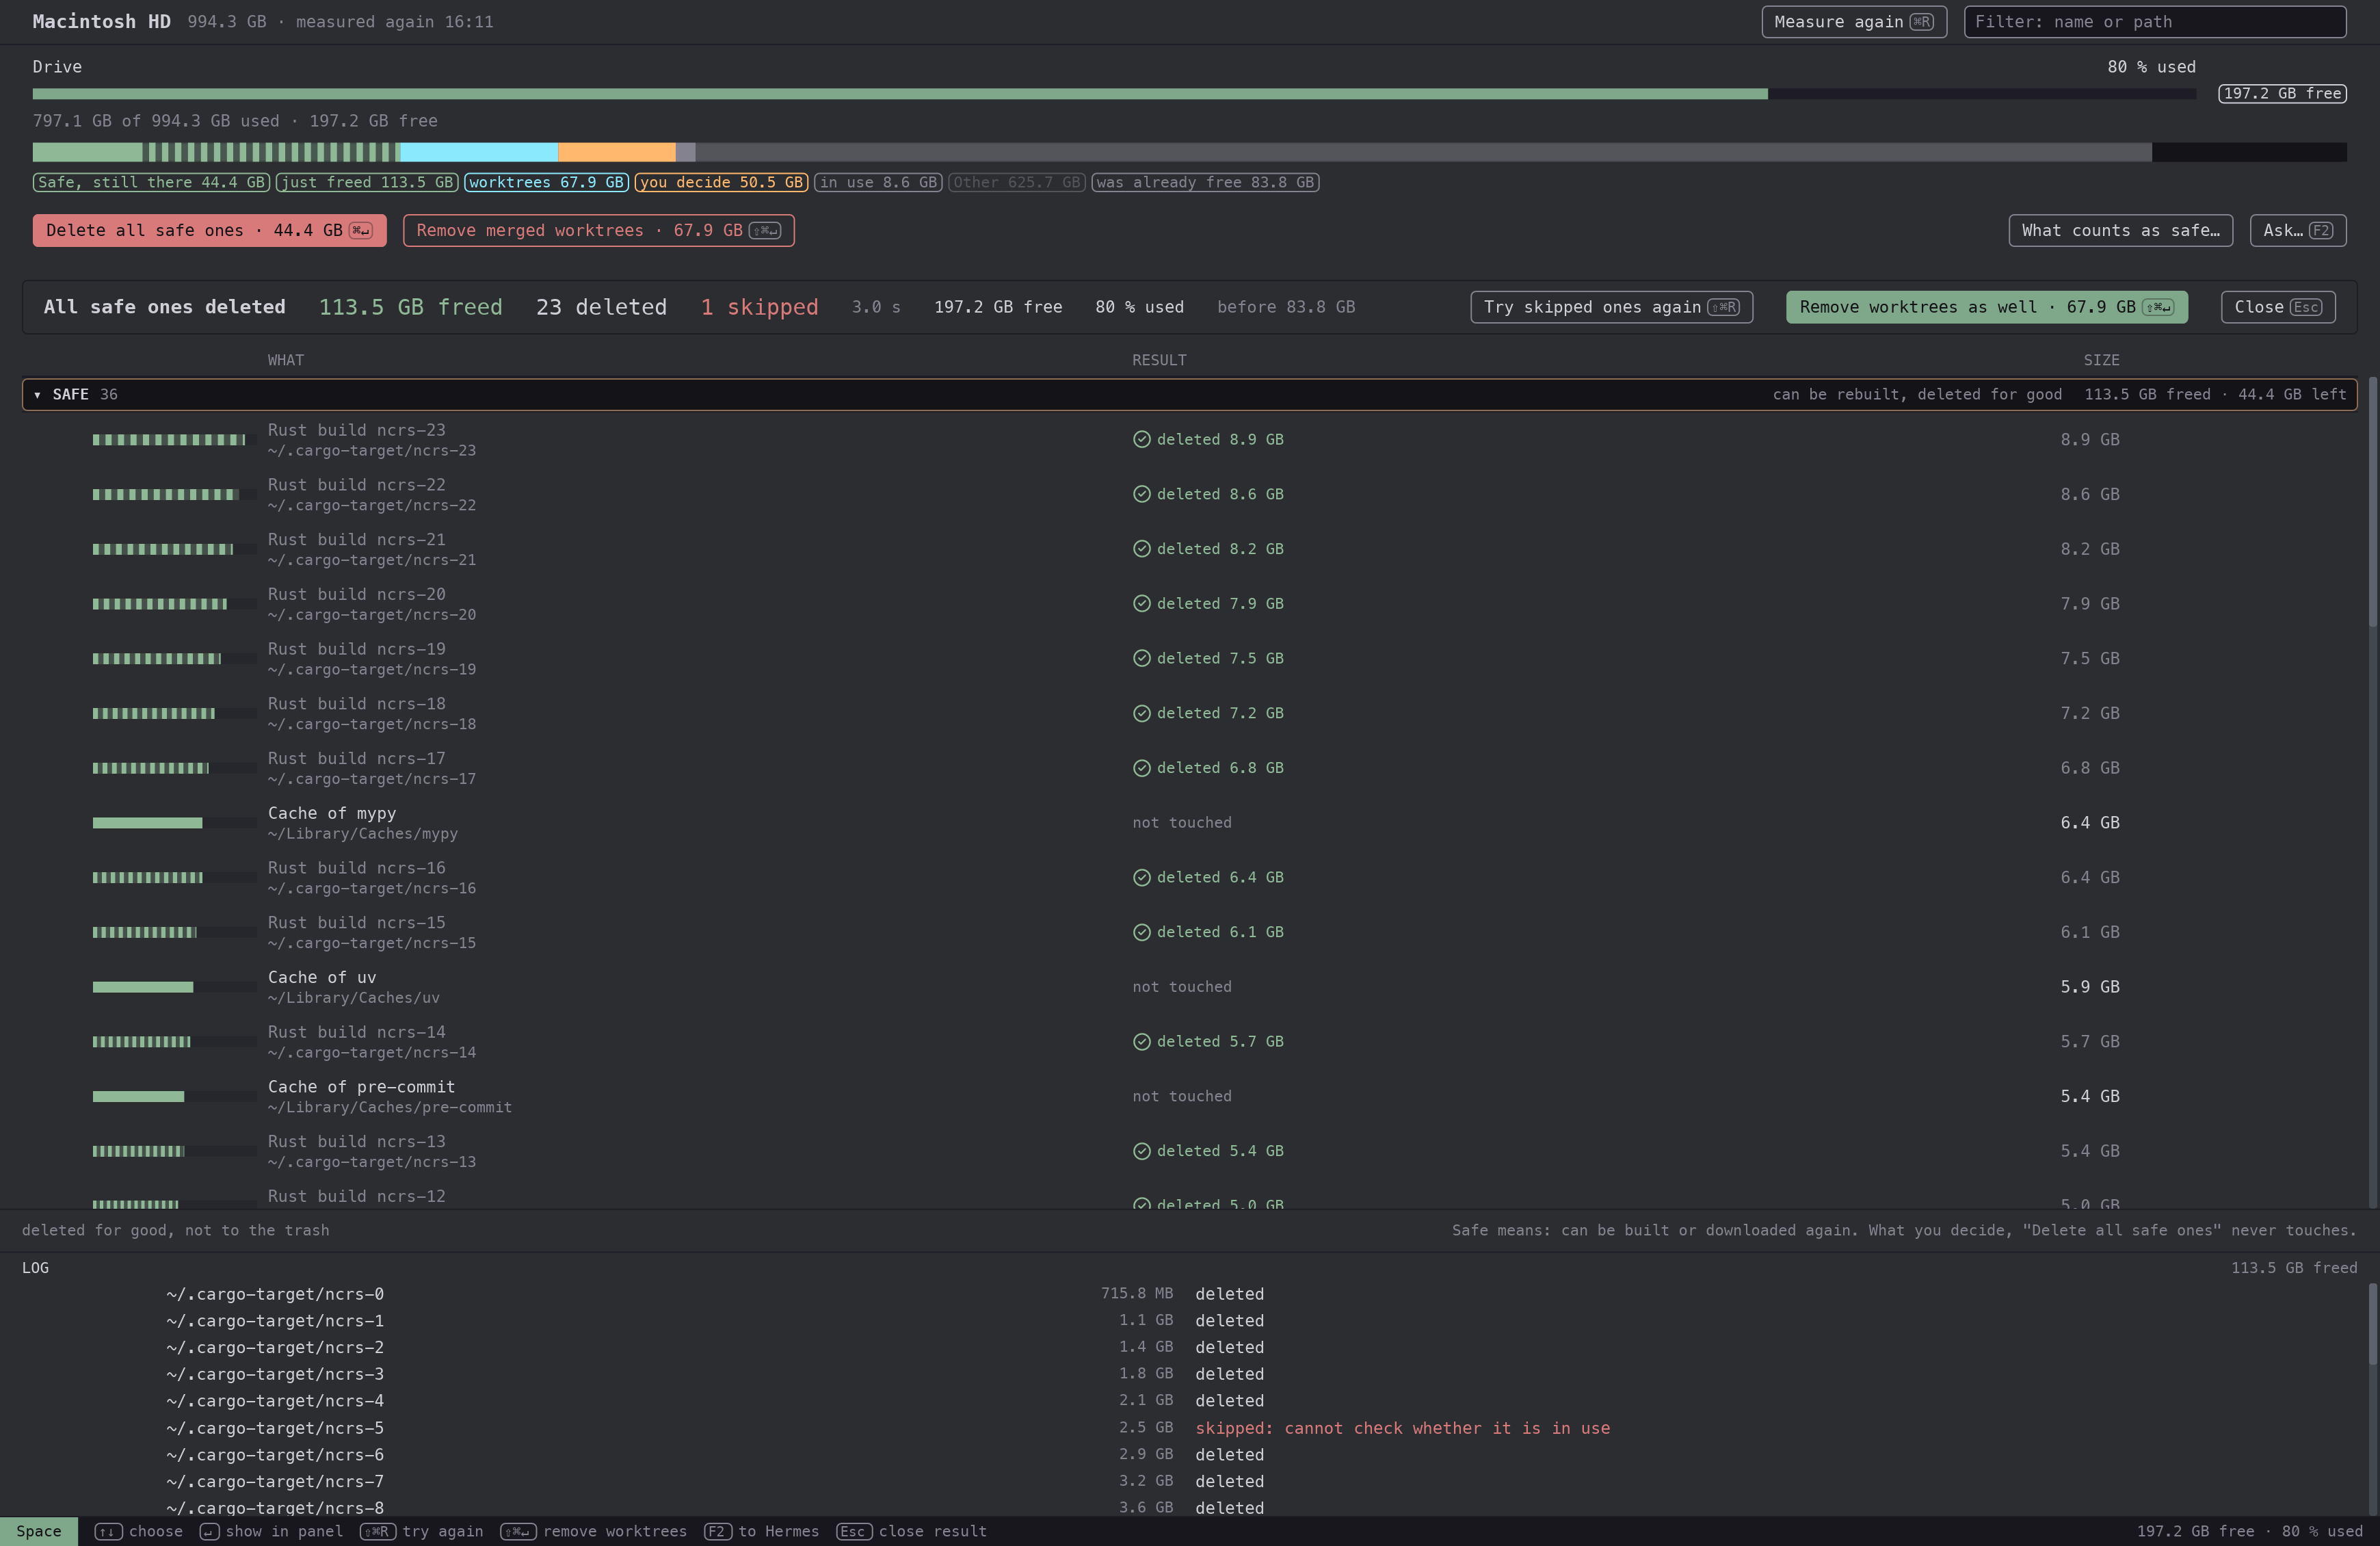 Macintosh HD 994.3 GB · measured again 16:11 Measure again ⌘R Filter: name or path
Drive 80 % used
197.2 GB free
797.1 GB of 994.3 GB used · 197.2 GB free
Safe, still there 44.4 GB just freed 113.5 GB worktrees 67.9 GB you decide 50.5 GB in use 8.6 GB Other 625.7 GB was already free 83.8 GB
Delete all safe ones · 44.4 GB ⌘↵ Remove merged worktrees · 67.9 GB ⇧⌘↵ What counts as safe… Ask… F2
All safe ones deleted 113.5 GB freed 23 deleted 1 skipped 3.0 s 197.2 GB free 80 % used before 83.8 GB Try skipped ones again ⇧⌘R Remove worktrees as well · 67.9 GB ⇧⌘↵ Close Esc
WHAT RESULT SIZE
▾ SAFE 36 can be rebuilt, deleted for good 113.5 GB freed · 44.4 GB left
Rust build ncrs-23
~/.cargo-target/ncrs-23 deleted 8.9 GB 8.9 GB
Rust build ncrs-22
~/.cargo-target/ncrs-22 deleted 8.6 GB 8.6 GB
Rust build ncrs-21
~/.cargo-target/ncrs-21 deleted 8.2 GB 8.2 GB
Rust build ncrs-20
~/.cargo-target/ncrs-20 deleted 7.9 GB 7.9 GB
Rust build ncrs-19
~/.cargo-target/ncrs-19 deleted 7.5 GB 7.5 GB
Rust build ncrs-18
~/.cargo-target/ncrs-18 deleted 7.2 GB 7.2 GB
Rust build ncrs-17
~/.cargo-target/ncrs-17 deleted 6.8 GB 6.8 GB
Cache of mypy
~/Library/Caches/mypy not touched 6.4 GB
Rust build ncrs-16
~/.cargo-target/ncrs-16 deleted 6.4 GB 6.4 GB
Rust build ncrs-15
~/.cargo-target/ncrs-15 deleted 6.1 GB 6.1 GB
Cache of uv
~/Library/Caches/uv not touched 5.9 GB
Rust build ncrs-14
~/.cargo-target/ncrs-14 deleted 5.7 GB 5.7 GB
Cache of pre-commit
~/Library/Caches/pre-commit not touched 5.4 GB
Rust build ncrs-13
~/.cargo-target/ncrs-13 deleted 5.4 GB 5.4 GB
Rust build ncrs-12
deleted 5.0 GB 5.0 GB
deleted for good, not to the trash Safe means: can be built or downloaded again. What you decide, "Delete all safe ones" never touches.
LOG 113.5 GB freed
~/.cargo-target/ncrs-0 715.8 MB deleted
~/.cargo-target/ncrs-1 1.1 GB deleted
~/.cargo-target/ncrs-2 1.4 GB deleted
~/.cargo-target/ncrs-3 1.8 GB deleted
~/.cargo-target/ncrs-4 2.1 GB deleted
~/.cargo-target/ncrs-5 2.5 GB skipped: cannot check whether it is in use
~/.cargo-target/ncrs-6 2.9 GB deleted
~/.cargo-target/ncrs-7 3.2 GB deleted
~/.cargo-target/ncrs-8 3.6 GB deleted
Space ↑↓ choose ↵ show in panel ⇧⌘R try again ⇧⌘↵ remove worktrees F2 to Hermes Esc close result 197.2 GB free · 80 % used